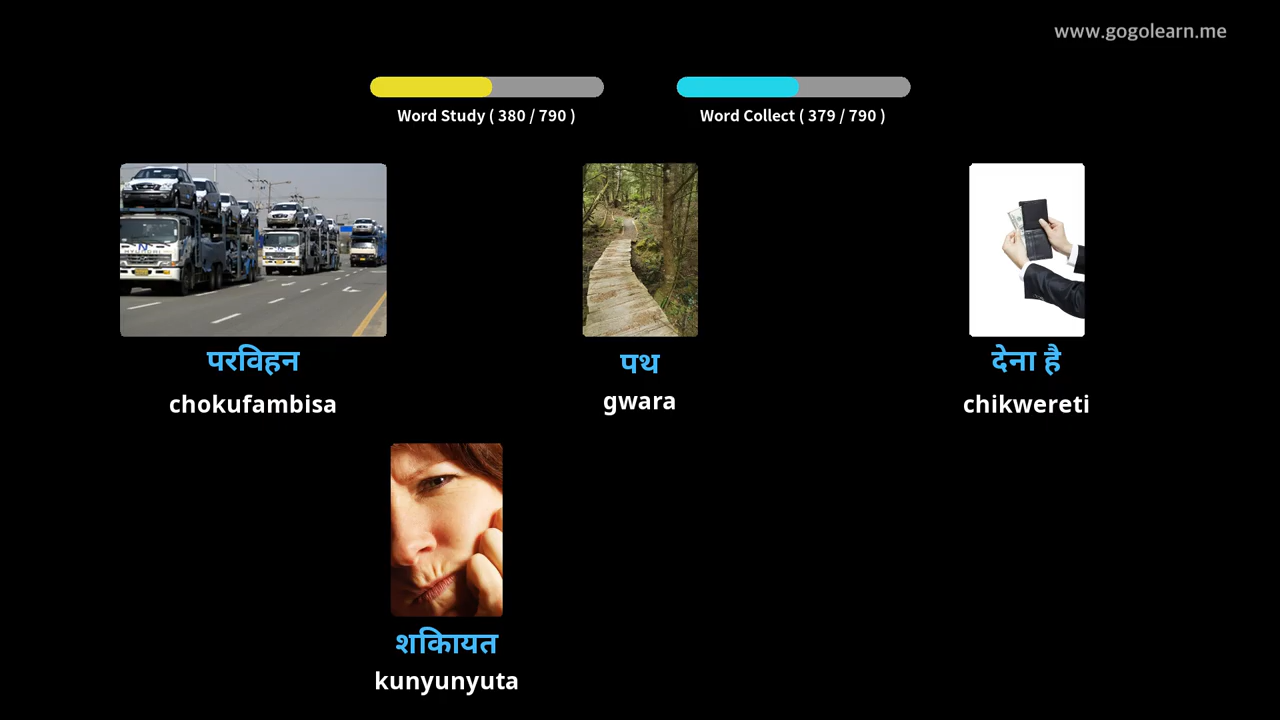 www.gogolearn.me
Word Study ( 380 / 790 )
Word Collect ( 379 / 790 )
परिवहन
पथ
देना है
chokufambisa
gwara
chikwereti
शिकायत
kunyunyuta